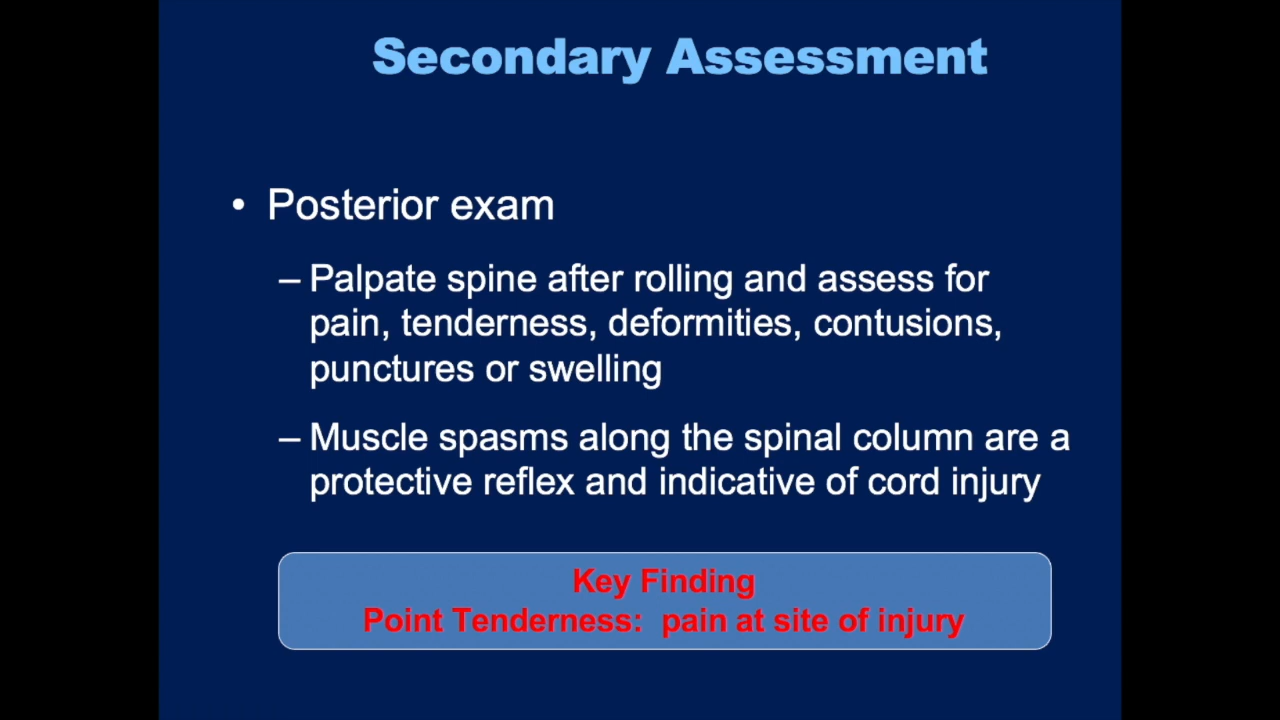 Secondary Assessment
• Posterior exam
– Palpate spine after rolling and assess for
pain, tenderness, deformities, contusions,
punctures or swelling
– Muscle spasms along the spinal column are a
protective reflex and indicative of cord injury
Key Finding
Point Tenderness:  pain at site of injury